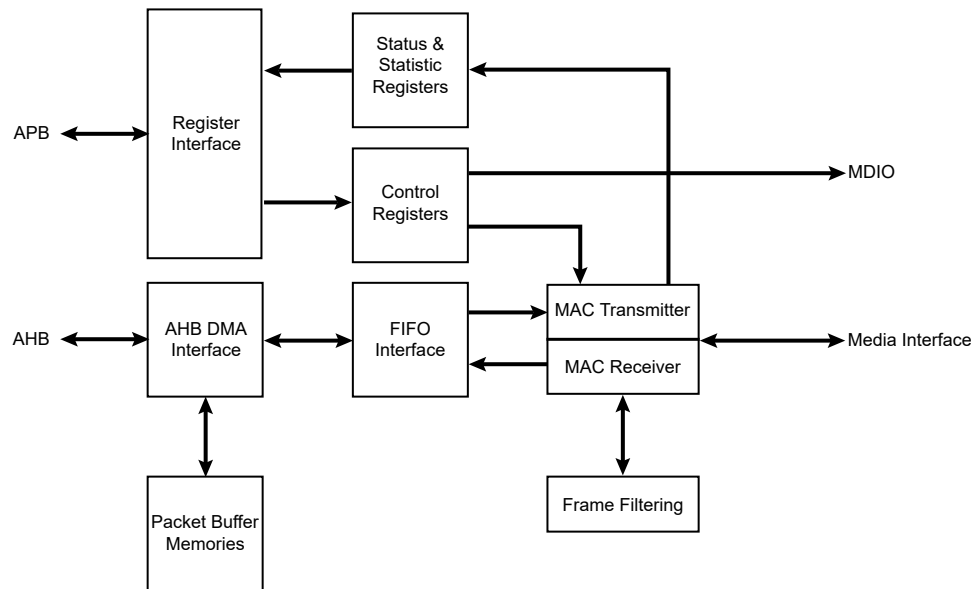 Status &
Statistic
Registers
APB
Register
Interface
Control
Registers
MDIO
AHB
AHB DMA
Interface
FIFO
Interface
MAC Transmitter
MAC Receiver
Media Interface
Packet Buffer
Memories
Frame Filtering